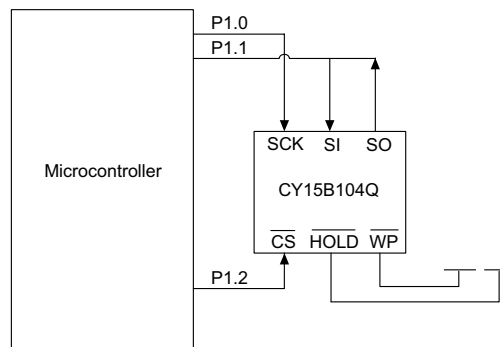 P1.0
P1.1
SCK SI SO
Microcontroller
CY15B104Q
CS HOLD WP
P1.2